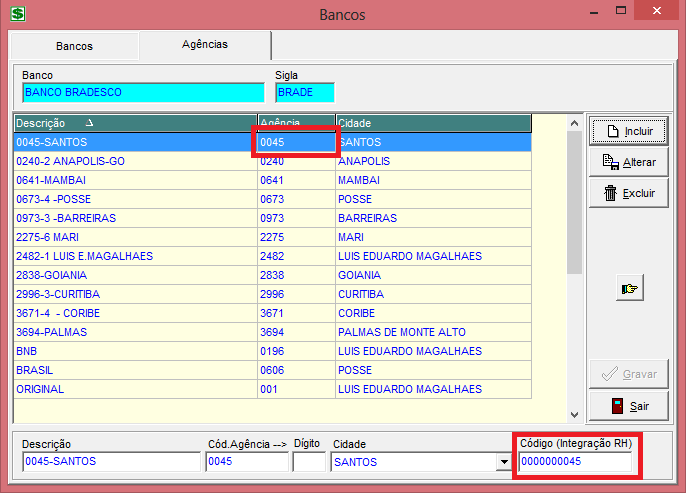 Bancos
Bancos Agências
Banco Sigla
BANCO BRADESCO BRADE
Descrição Agência Cidade
0045-SANTOS 0045 SANTOS
0240-2 ANAPOLIS-GO 0240 ANAPOLIS
0641-MAMBAI 0641 MAMBAI
0673-4 -POSSE 0673 POSSE
0973-3 -BARREIRAS 0973 BARREIRAS
2275-6 MARI 2275 MARI
2482-1 LUIS E.MAGALHAES 2482 LUIS EDUARDO MAGALHAES
2838-GOIANIA 2838 GOIANIA
2996-3-CURITIBA 2996 CURITIBA
3671-4  - CORIBE 3671 CORIBE
3694-PALMAS 3694 PALMAS DE MONTE ALTO
BNB 0196 LUIS EDUARDO MAGALHAES
BRASIL 0606 POSSE
ORIGINAL 001 LUIS EDUARDO MAGALHAES
Incluir
Alterar
Excluir
Gravar
Sair
Descrição Cód.Agência --> Dígito Cidade Código (Integração RH)
0045-SANTOS 0045 SANTOS 0000000045